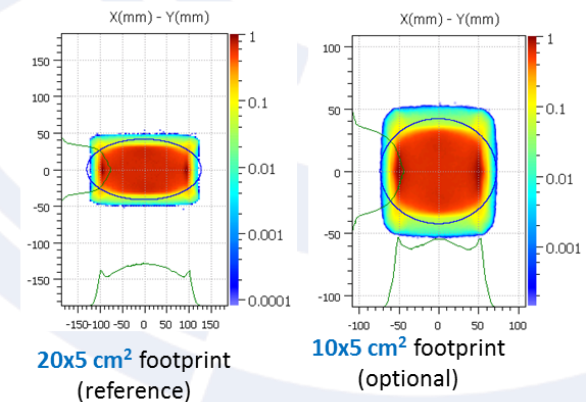 X(mm) - Y(mm)
150
100
50
0
-50
-100
-150
-150 -100 -50 0 50 100 150
1
0.1
0.01
0.001
0.0001
20x5 cm² footprint
(reference)
X(mm) - Y(mm)
100
50
0
-50
-100
-100 -50 0 50 100
1
0.1
0.01
0.001
10x5 cm² footprint
(optional)